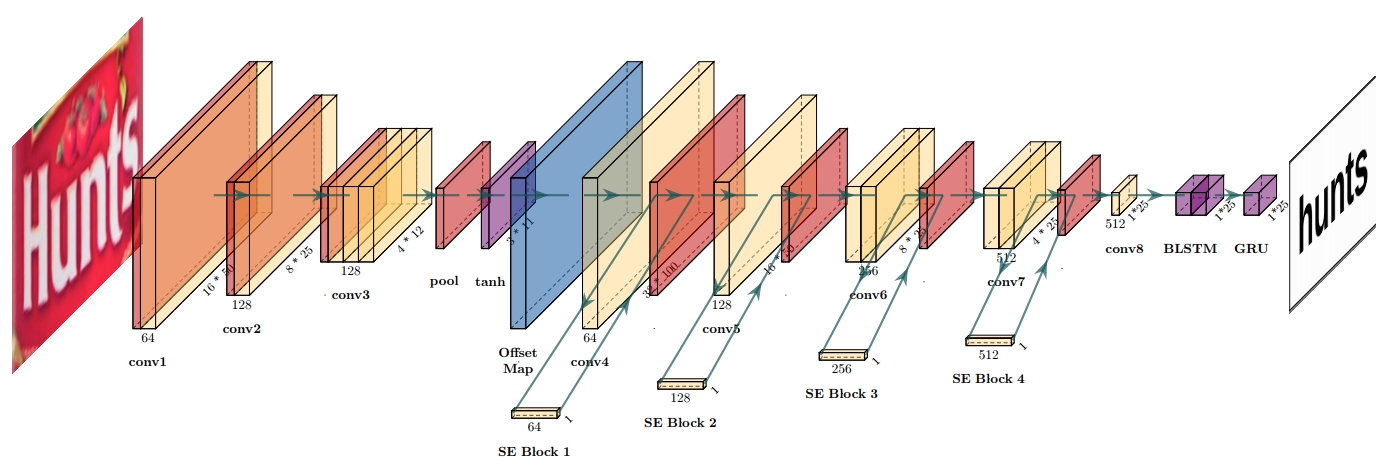 Hunts
64
16 * 50
conv1
128
8 * 25
conv2
128
4 * 12
conv3
pool
tanh
3 * 11
Offset
Map
64
32 * 100
conv4
64
1
SE Block 1
128
16 * 50
conv5
128
1
SE Block 2
256
8 * 25
conv6
256
1
SE Block 3
512
4 * 25
conv7
512
1
SE Block 4
512
1*25
conv8
1*25
BLSTM
1*25
GRU
hunts